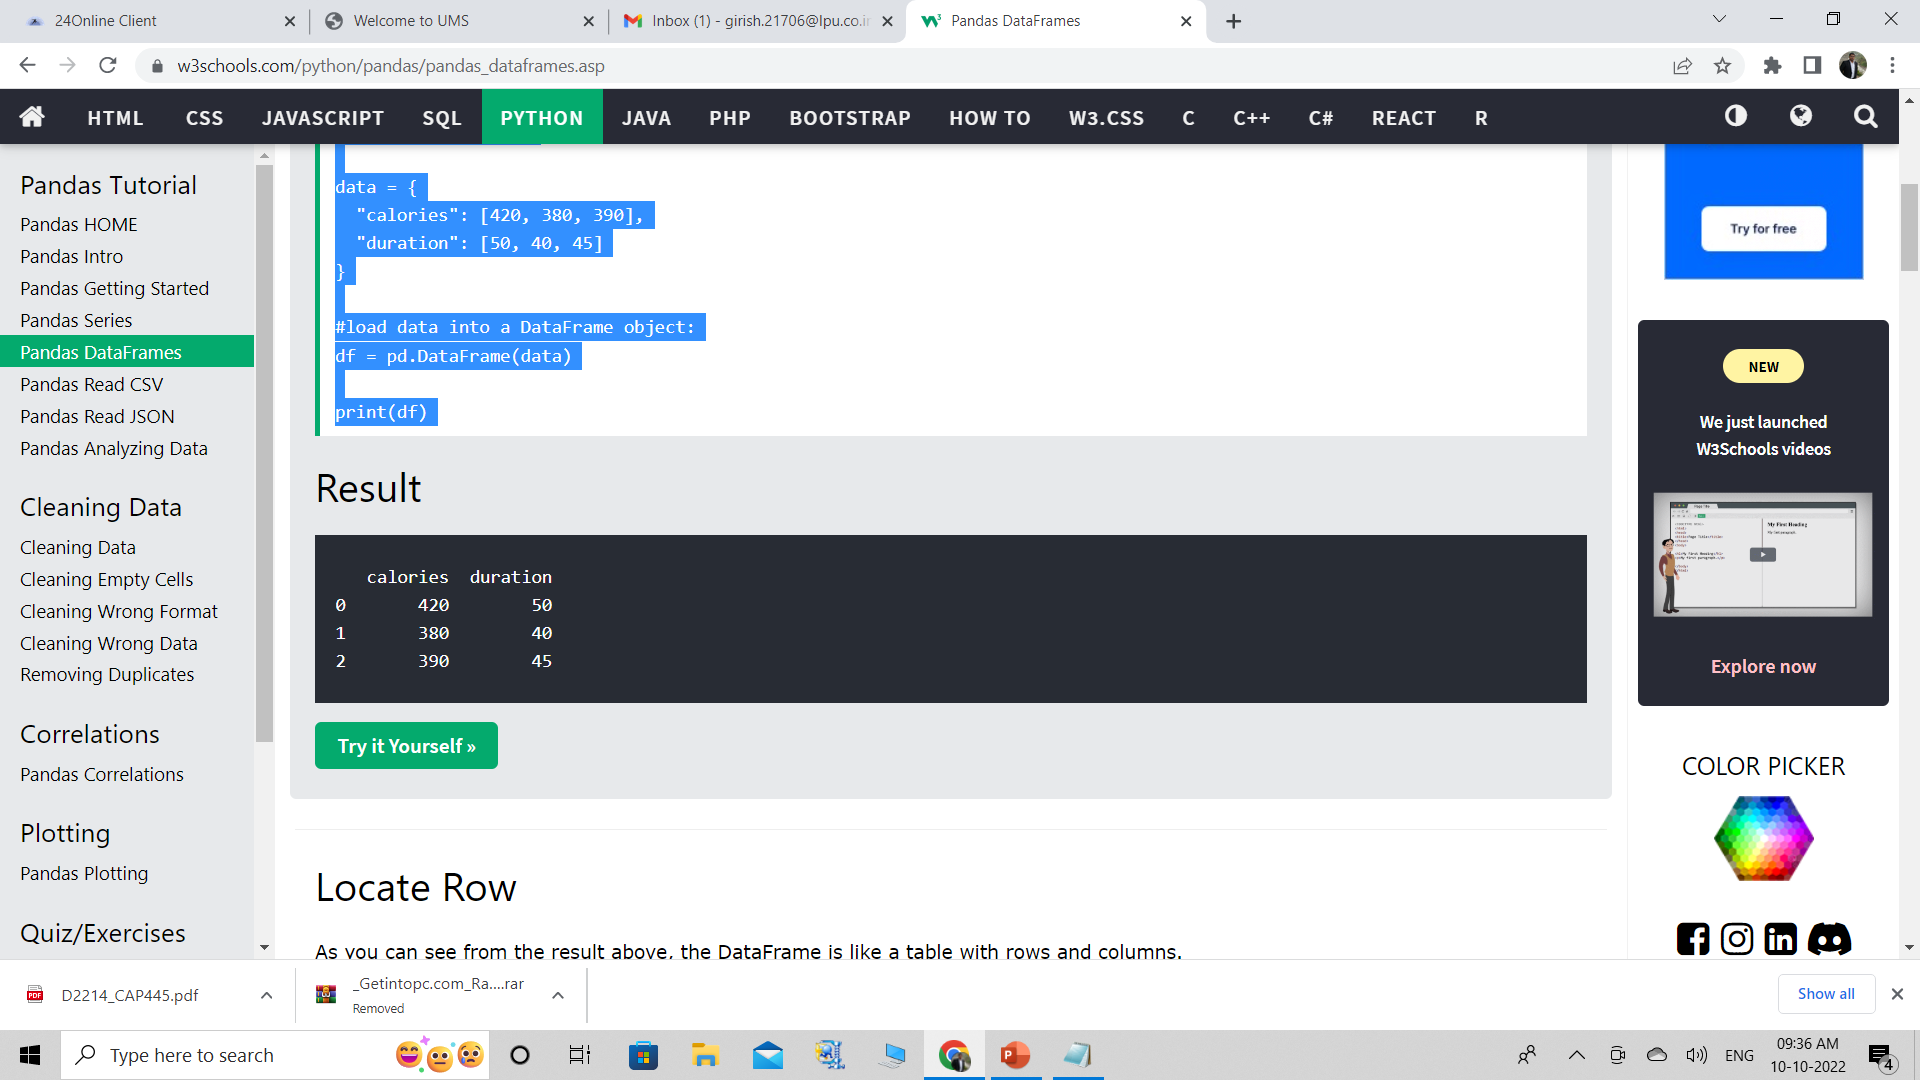 24Online Client
Welcome to UMS
Inbox (1) - girish.21706@lpu.co.in
Pandas DataFrames
w3schools.com/python/pandas/pandas_dataframes.asp
HTML CSS JAVASCRIPT SQL PYTHON JAVA PHP BOOTSTRAP HOW TO W3.CSS C C++ C# REACT R
Pandas Tutorial
Pandas HOME
Pandas Intro
Pandas Getting Started
Pandas Series
Pandas DataFrames
Pandas Read CSV
Pandas Read JSON
Pandas Analyzing Data
Cleaning Data
Cleaning Data
Cleaning Empty Cells
Cleaning Wrong Format
Cleaning Wrong Data
Removing Duplicates
Correlations
Pandas Correlations
Plotting
Pandas Plotting
Quiz/Exercises
data = {
"calories": [420, 380, 390],
"duration": [50, 40, 45]
}
#load data into a DataFrame object:
df = pd.DataFrame(data)
print(df)
Result
calories duration
0 420 50
1 380 40
2 390 45
Try it Yourself »
Locate Row
As you can see from the result above, the DataFrame is like a table with rows and columns.
Try for free
NEW
We just launched
W3Schools videos
My First Heading
Explore now
COLOR PICKER
D2214_CAP445.pdf
_Getintopc.com_Ra....rar
Removed
Show all
Type here to search
ENG
09:36 AM
10-10-2022
4